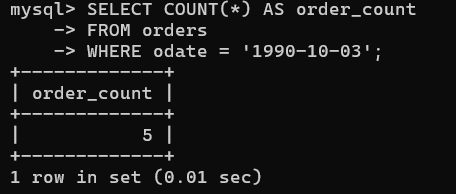 mysql> SELECT COUNT(*) AS order_count
    -> FROM orders
    -> WHERE odate = '1990-10-03';
+-------------+
| order_count |
+-------------+
|           5 |
+-------------+
1 row in set (0.01 sec)